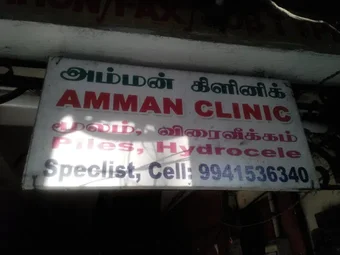 அம்மன் கிளினிக்
AMMAN CLINIC
மூலம், விரைவிக்கம்
Piles, Hydrocele
Speclist, Cell: 9941536340